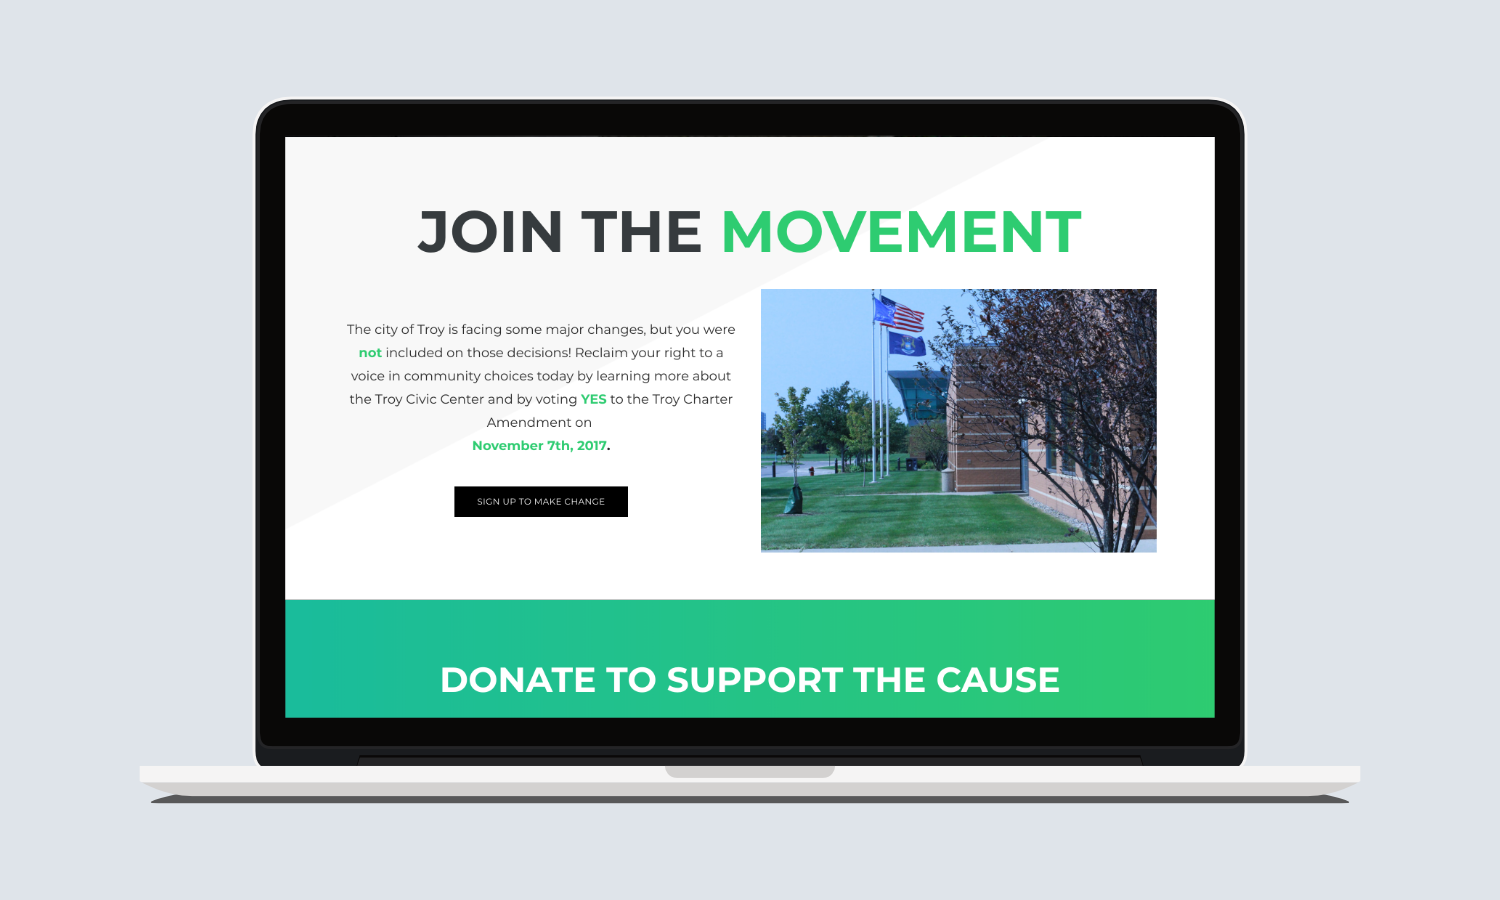 JOIN THE MOVEMENT
The city of Troy is facing some major changes, but you were
not included on those decisions! Reclaim your right to a
voice in community choices today by learning more about
the Troy Civic Center and by voting YES to the Troy Charter
Amendment on
November 7th, 2017.
SIGN UP TO MAKE CHANGE
DONATE TO SUPPORT THE CAUSE